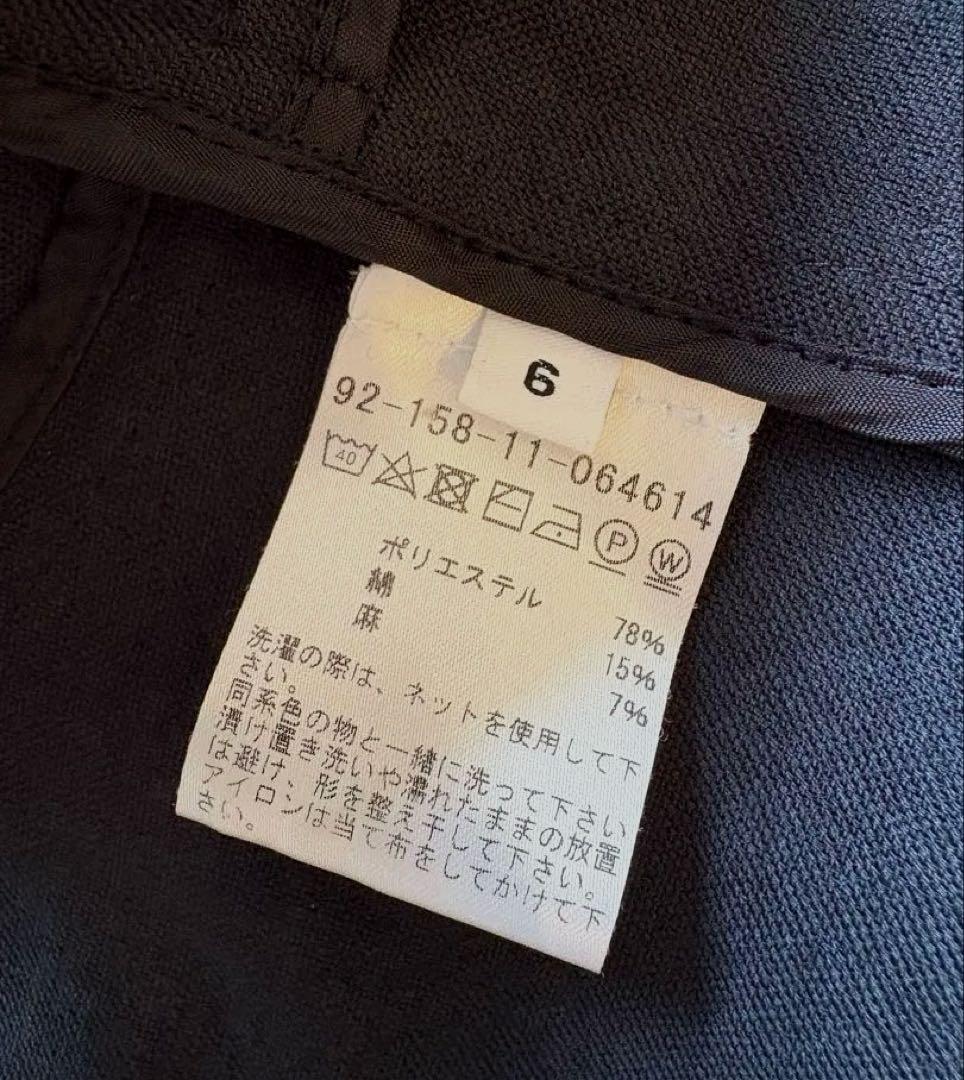 6
92-158-11-064614
40 P W
ポリエステル 78%
綿 15%
麻 7%
洗濯の際は、ネットを使用して下
さい。
同系色の物と一緒に洗って下さい
漬け置き洗いや濡れたままの放置
は避け、形を整え干して下さい。
アイロンは当て布をしてかけて下
さい。